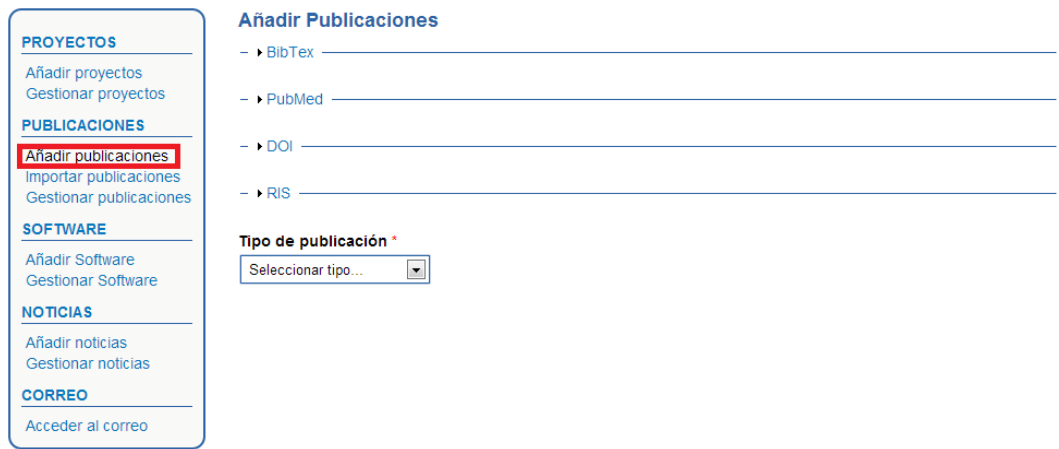 PROYECTOS
Añadir proyectos
Gestionar proyectos
PUBLICACIONES
Añadir publicaciones
Importar publicaciones
Gestionar publicaciones
SOFTWARE
Añadir Software
Gestionar Software
NOTICIAS
Añadir noticias
Gestionar noticias
CORREO
Acceder al correo
Añadir Publicaciones
BibTex
PubMed
DOI
RIS
Tipo de publicación *
Seleccionar tipo...